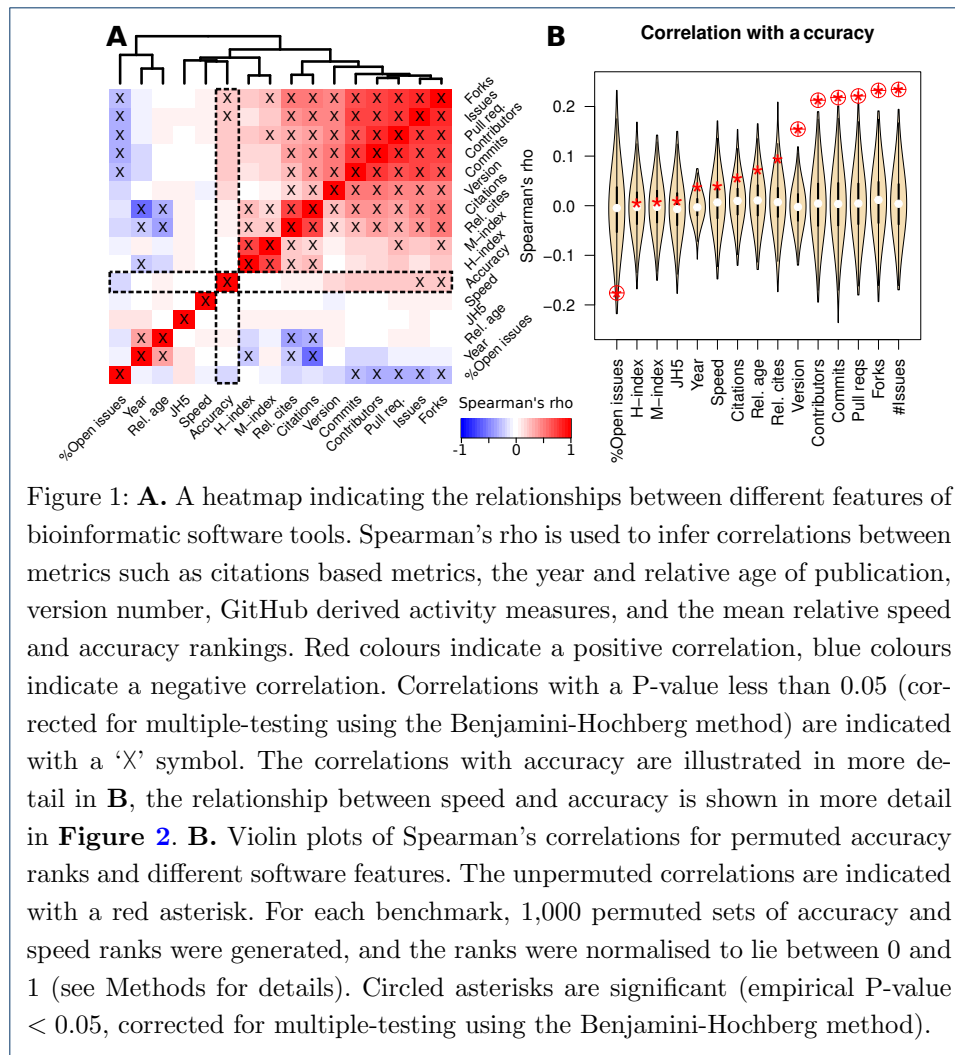 A
X X X X X X X X X X X Forks
X X X X X X X X X X Issues
X X X X X X X X X X Pull req.
X X X X X X X X X Contributors
X X X X X X X X X Commits
X X X X X X X X Version
X X X X X X X X X X X X Citations
X X X X X X X X X X X X Rel. cites
X X X X X X M-index
X X X X X H-index
X X X Accuracy
X Speed
X JH5
X X X X Rel. age
X X X X X Year
X X X X X X %Open issues
%Open issues
Year
Rel. age
JH5
Speed
Accuracy
H-index
M-index
Rel. cites
Citations
Version
Commits
Contributors
Pull req.
Issues
Forks
Spearman's rho
-1 0 1
B
Correlation with a ccuracy
Spearman's rho
0.2
0.1
0.0
−0.1
−0.2
%Open issues
H-index
M-index
JH5
Year
Speed
Citations
Rel. age
Rel. cites
Version
Contributors
Commits
Pull reqs
Forks
#Issues
Figure 1: A. A heatmap indicating the relationships between different features of
bioinformatic software tools. Spearman's rho is used to infer correlations between
metrics such as citations based metrics, the year and relative age of publication,
version number, GitHub derived activity measures, and the mean relative speed
and accuracy rankings. Red colours indicate a positive correlation, blue colours
indicate a negative correlation. Correlations with a P-value less than 0.05 (cor-
rected for multiple-testing using the Benjamini-Hochberg method) are indicated
with a ‘X’ symbol. The correlations with accuracy are illustrated in more de-
tail in B, the relationship between speed and accuracy is shown in more detail
in Figure 2. B. Violin plots of Spearman's correlations for permuted accuracy
ranks and different software features. The unpermuted correlations are indicated
with a red asterisk. For each benchmark, 1,000 permuted sets of accuracy and
speed ranks were generated, and the ranks were normalised to lie between 0 and
1 (see Methods for details). Circled asterisks are significant (empirical P-value
< 0.05, corrected for multiple-testing using the Benjamini-Hochberg method).